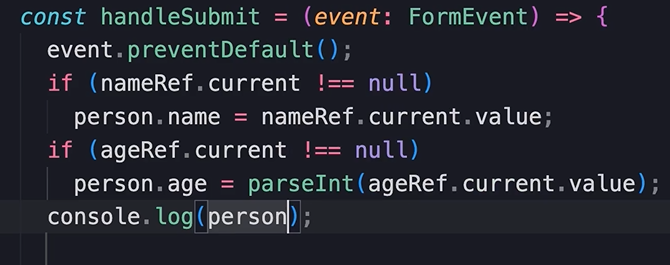 const handleSubmit = (event: FormEvent) => {
  event.preventDefault();
  if (nameRef.current !== null)
    person.name = nameRef.current.value;
  if (ageRef.current !== null)
    person.age = parseInt(ageRef.current.value);
  console.log(person);